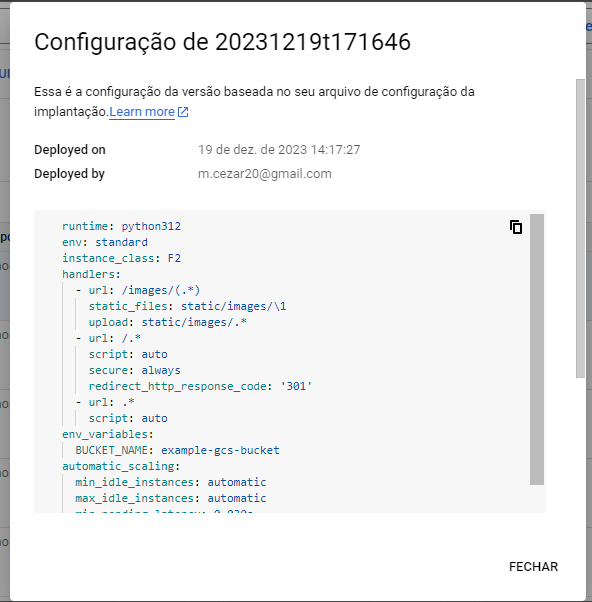 Configuração de 20231219t171646
Essa é a configuração da versão baseada no seu arquivo de configuração da
implantação.Learn more
Deployed on 19 de dez. de 2023 14:17:27
Deployed by m.cezar20@gmail.com
runtime: python312
env: standard
instance_class: F2
handlers:
- url: /images/(.*)
static_files: static/images/\1
upload: static/images/.*
- url: /.*
script: auto
secure: always
redirect_http_response_code: '301'
- url: .*
script: auto
env_variables:
BUCKET_NAME: example-gcs-bucket
automatic_scaling:
min_idle_instances: automatic
max_idle_instances: automatic
FECHAR